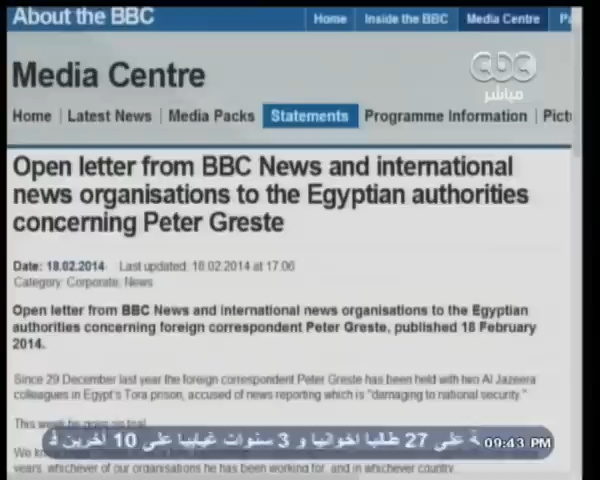 About the BBC
Home Inside the BBC Media Centre
Media Centre
cbc
مباشر
Home Latest News Media Packs Statements Programme Information
Open letter from BBC News and international
news organisations to the Egyptian authorities
concerning Peter Greste
Date: 18.02.2014 Last updated: 18.02.2014 at 17.06
Category: Corporate; News
Open letter from BBC News and international news organisations to the Egyptian
authorities concerning foreign correspondent Peter Greste, published 18 February
2014.
Since 29 December last year the foreign correspondent Peter Greste has been held with two Al Jazeera
colleagues in Egypt's Tora prison, accused of news reporting which is "damaging to national security."
This week he goes on trial.
على 27 طالبا اخوانيا و 3 سنوات غيابيا على 10 أخرين
09:43 PM
We
years, whichever of our organisations he has been working for, and in whichever country.